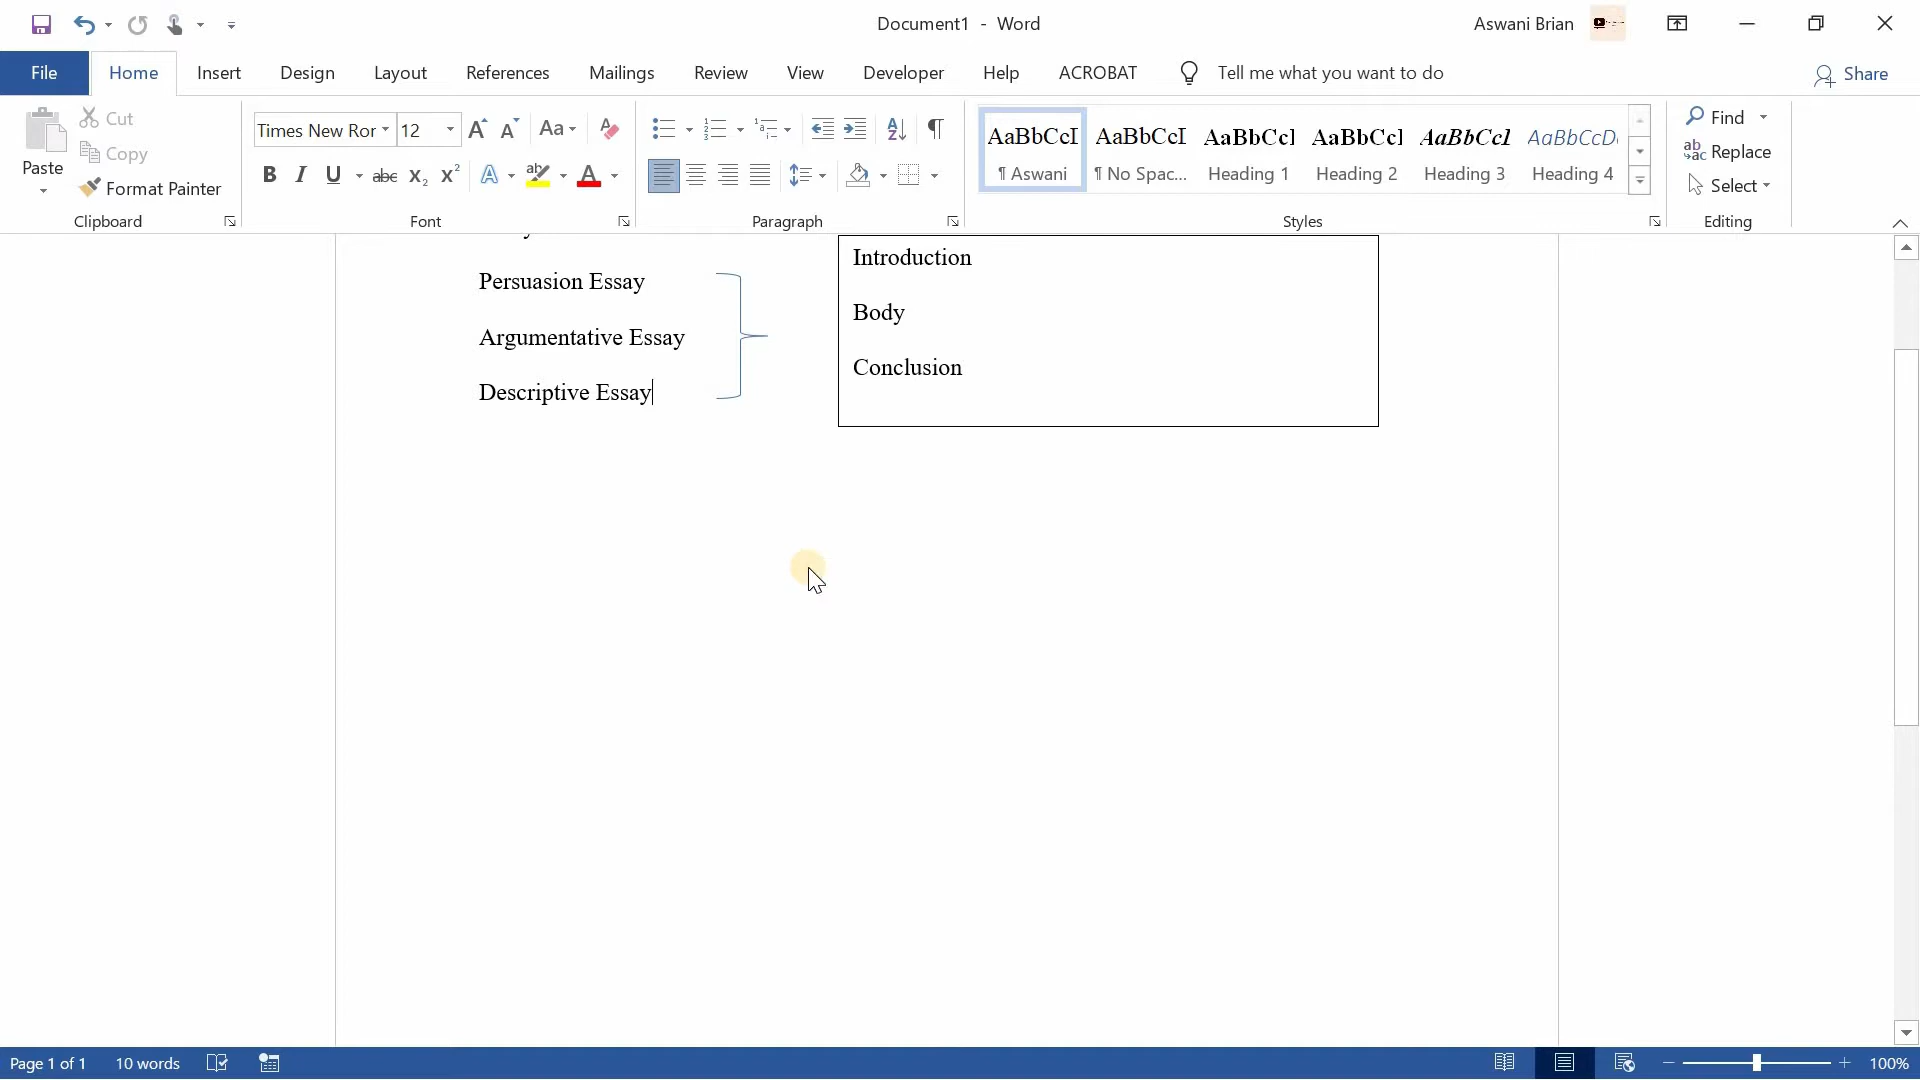 Document1 - Word
Aswani Brian
File Home Insert Design Layout References Mailings Review View Developer Help ACROBAT Tell me what you want to do Share
Paste
Cut
Copy
Format Painter
Clipboard
Times New Ror 12
Font
Paragraph
AaBbCcI AaBbCcI AaBbCcI AaBbCcI AaBbCcI AaBbCcDı
¶ Aswani ¶ No Spac... Heading 1 Heading 2 Heading 3 Heading 4
Styles
Find
Replace
Select
Editing
Persuasion Essay
Argumentative Essay
Descriptive Essay
Introduction
Body
Conclusion
Page 1 of 1 10 words 100%